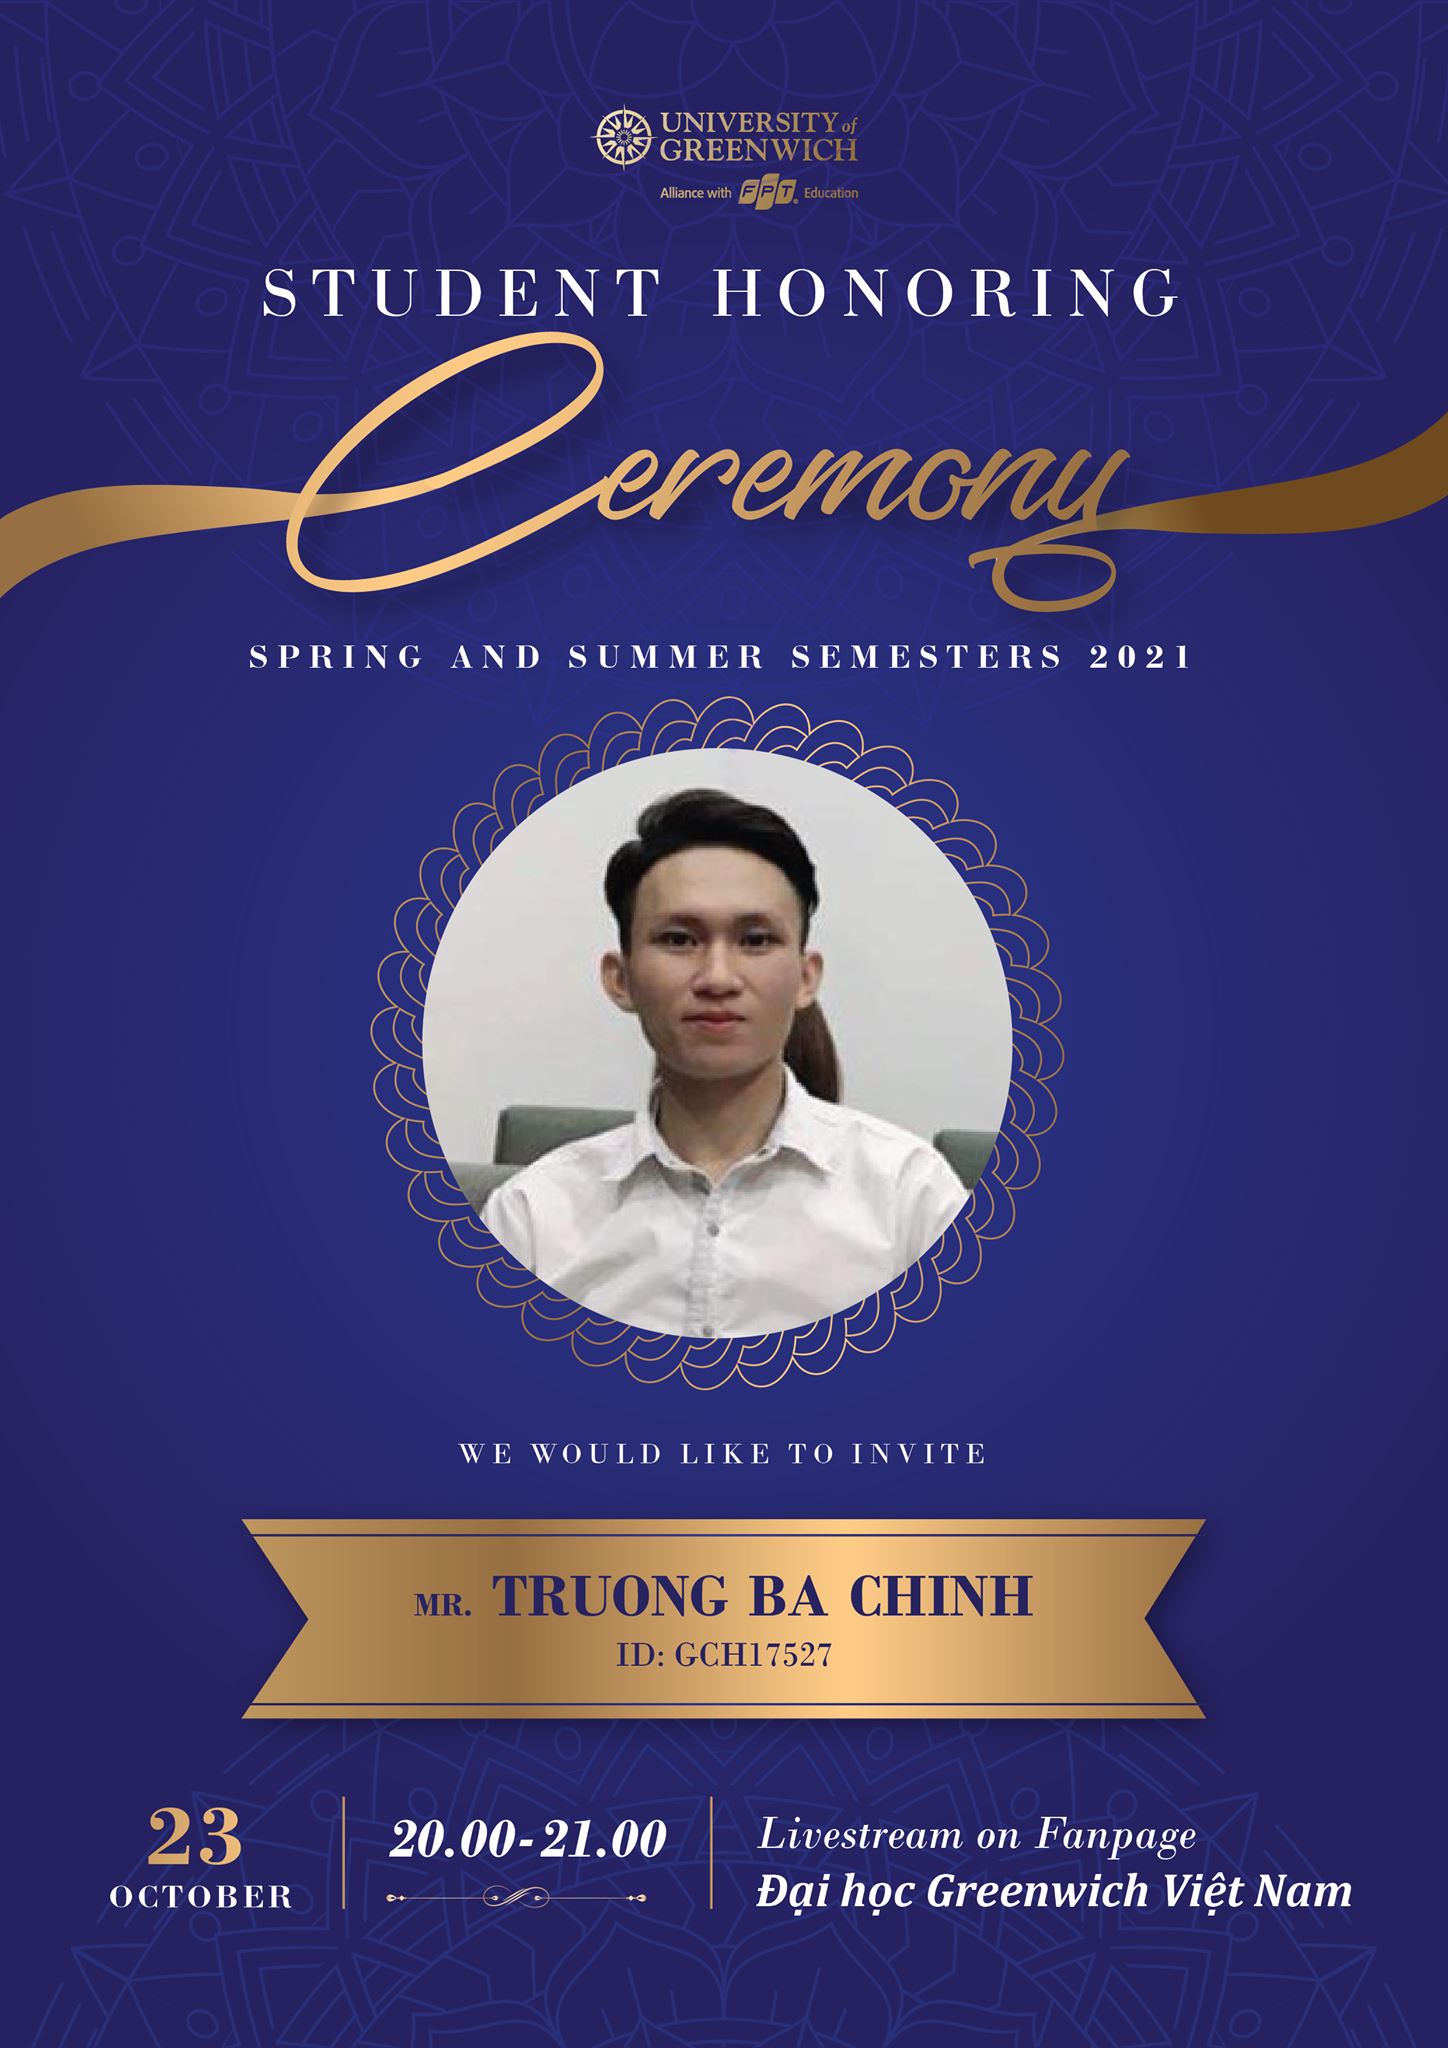 UNIVERSITY of
GREENWICH
Alliance with FPT Education
STUDENT HONORING
Ceremony
SPRING AND SUMMER SEMESTERS 2021
WE WOULD LIKE TO INVITE
MR. TRUONG BA CHINH
ID: GCH17527
23
OCTOBER
20.00-21.00
Livestream on Fanpage
Đại học Greenwich Việt Nam